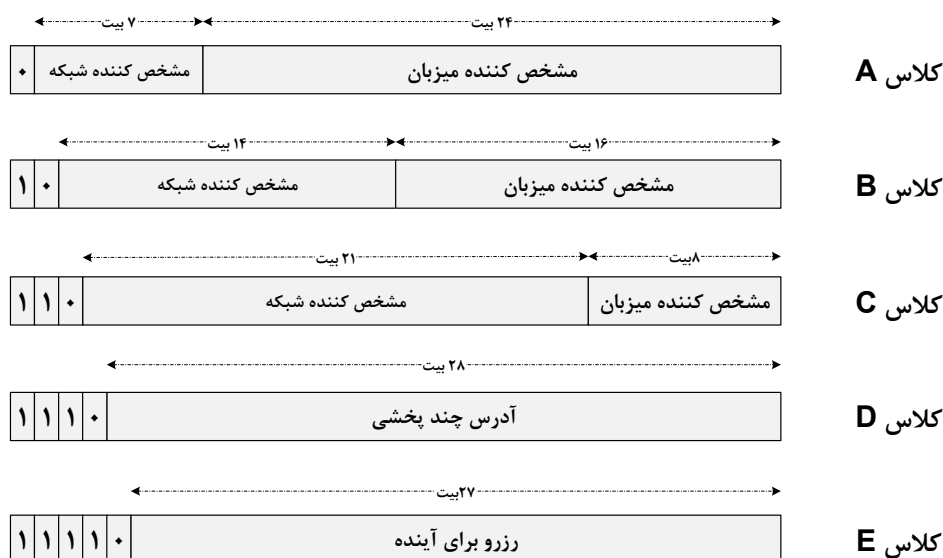 ۷ بیت ۲۴ بیت
۰ مشخص کننده شبکه مشخص کننده میزبان کلاس A
۱۴ بیت ۱۶ بیت
۱ ۰ مشخص کننده شبکه مشخص کننده میزبان کلاس B
۲۱ بیت ۸بیت
۱ ۱ ۰ مشخص کننده شبکه مشخص کننده میزبان کلاس C
۲۸ بیت
۱ ۱ ۱ ۰ آدرس چند پخشی کلاس D
۲۷بیت
۱ ۱ ۱ ۱ ۰ رزرو برای آینده کلاس E